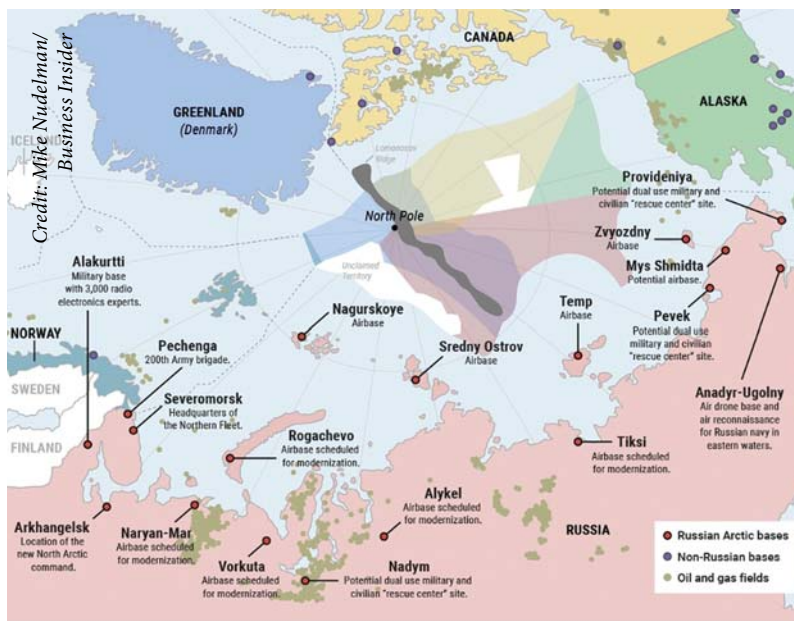 Credit: Mike Nudelman/
Business Insider
CANADA
GREENLAND
(Denmark)
ALASKA
ICELAND
Lomonosov
Ridge
North Pole
Unclaimed
Territory
Provideniya
Potential dual use military and
civilian "rescue center" site.
Zvyozdny
Airbase
Mys Shmidta
Potential airbase.
Alakurtti
Military base
with 3,000 radio
electronics experts.
Nagurskoye
Airbase
Temp
Airbase
Pevek
Potential dual use
military and civilian
"rescue center" site.
NORWAY
Pechenga
200th Army brigade.
Sredny Ostrov
Airbase
SWEDEN
Severomorsk
Headquarters of
the Northern Fleet.
Anadyr-Ugolny
Air drone base and
air reconnaissance
for Russian navy in
eastern waters.
FINLAND
Rogachevo
Airbase scheduled
for modernization.
Tiksi
Airbase scheduled
for modernization.
Alykel
Airbase scheduled
for modernization.
Arkhangelsk
Location of the
new North Arctic
command.
Naryan-Mar
Airbase scheduled
for modernization.
RUSSIA
Vorkuta
Airbase scheduled
for modernization.
Nadym
Potential dual use military and
civilian "rescue center" site.
Russian Arctic bases
Non-Russian bases
Oil and gas fields